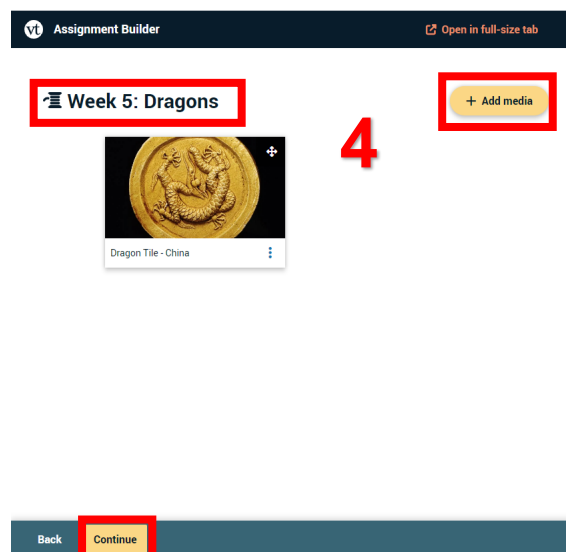 vt Assignment Builder Open in full-size tab
Week 5: Dragons + Add media
4
Dragon Tile - China
Back Continue